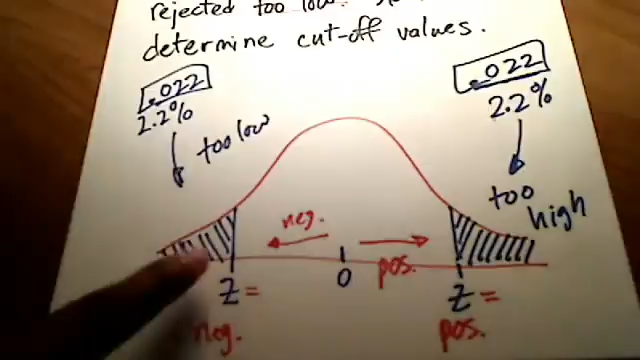 rejected too low.
determine cut-off values.
.022
2.2%
too low
.022
2.2%
too high
neg.
pos.
0
Z =
neg.
Z =
pos.